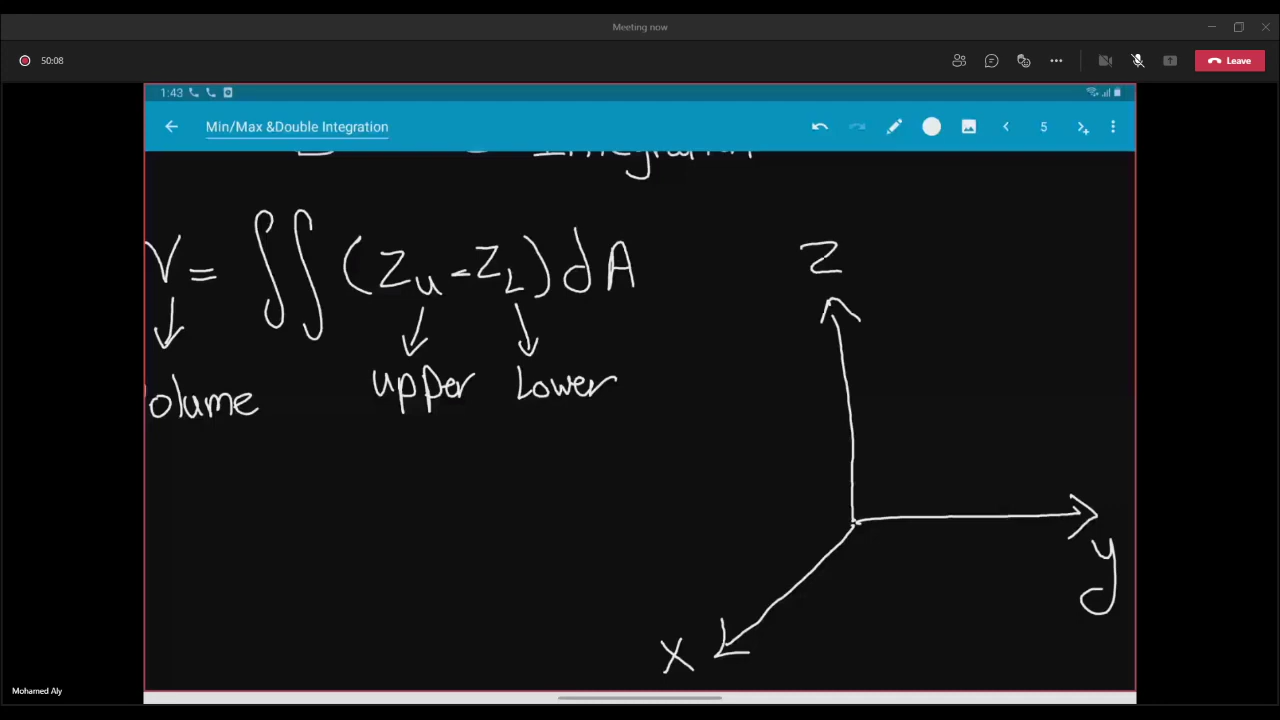 Meeting now
50:08
Leave
1:43
Min/Max &Double Integration
5
Integration
V = ∬ (Zu - ZL) dA
upper Lower
olume
Z
y
X
Mohamed Aly